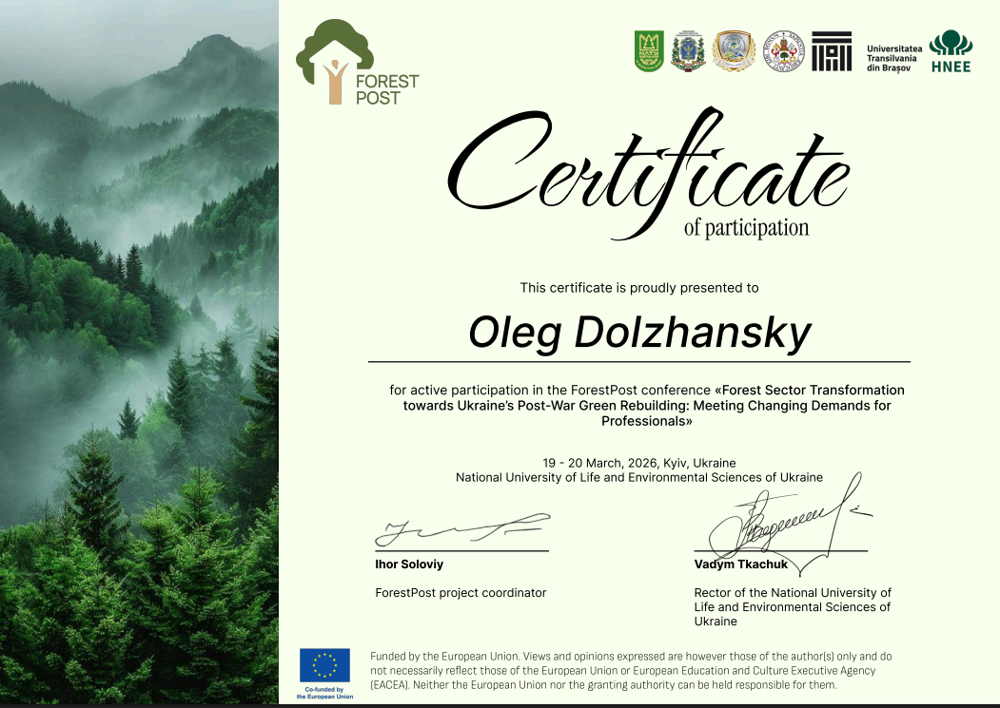 FOREST
POST
Universitatea
Transilvania
din Brașov
HNEE
Certificate
of participation
This certificate is proudly presented to
Oleg Dolzhansky
for active participation in the ForestPost conference «Forest Sector Transformation
towards Ukraine's Post-War Green Rebuilding: Meeting Changing Demands for
Professionals»
19 - 20 March, 2026, Kyiv, Ukraine
National University of Life and Environmental Sciences of Ukraine
Ihor Soloviy
ForestPost project coordinator
Vadym Tkachuk
Rector of the National University of
Life and Environmental Sciences of
Ukraine
Co-funded by
the European Union
Funded by the European Union. Views and opinions expressed are however those of the author(s) only and do
not necessarily reflect those of the European Union or European Education and Culture Executive Agency
(EACEA). Neither the European Union nor the granting authority can be held responsible for them.